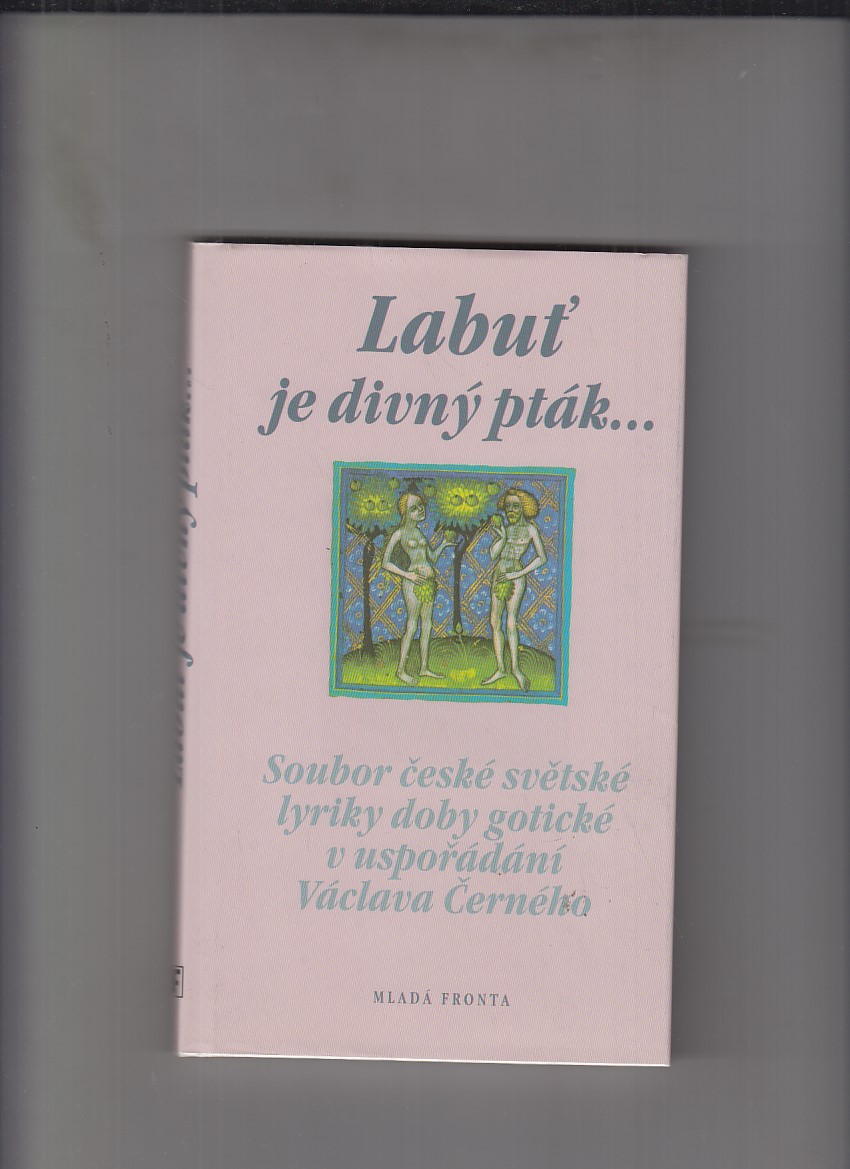 Labuť
je divný pták...
Soubor české světské
lyriky doby gotické
v uspořádání
Václava Černého
MLADÁ FRONTA